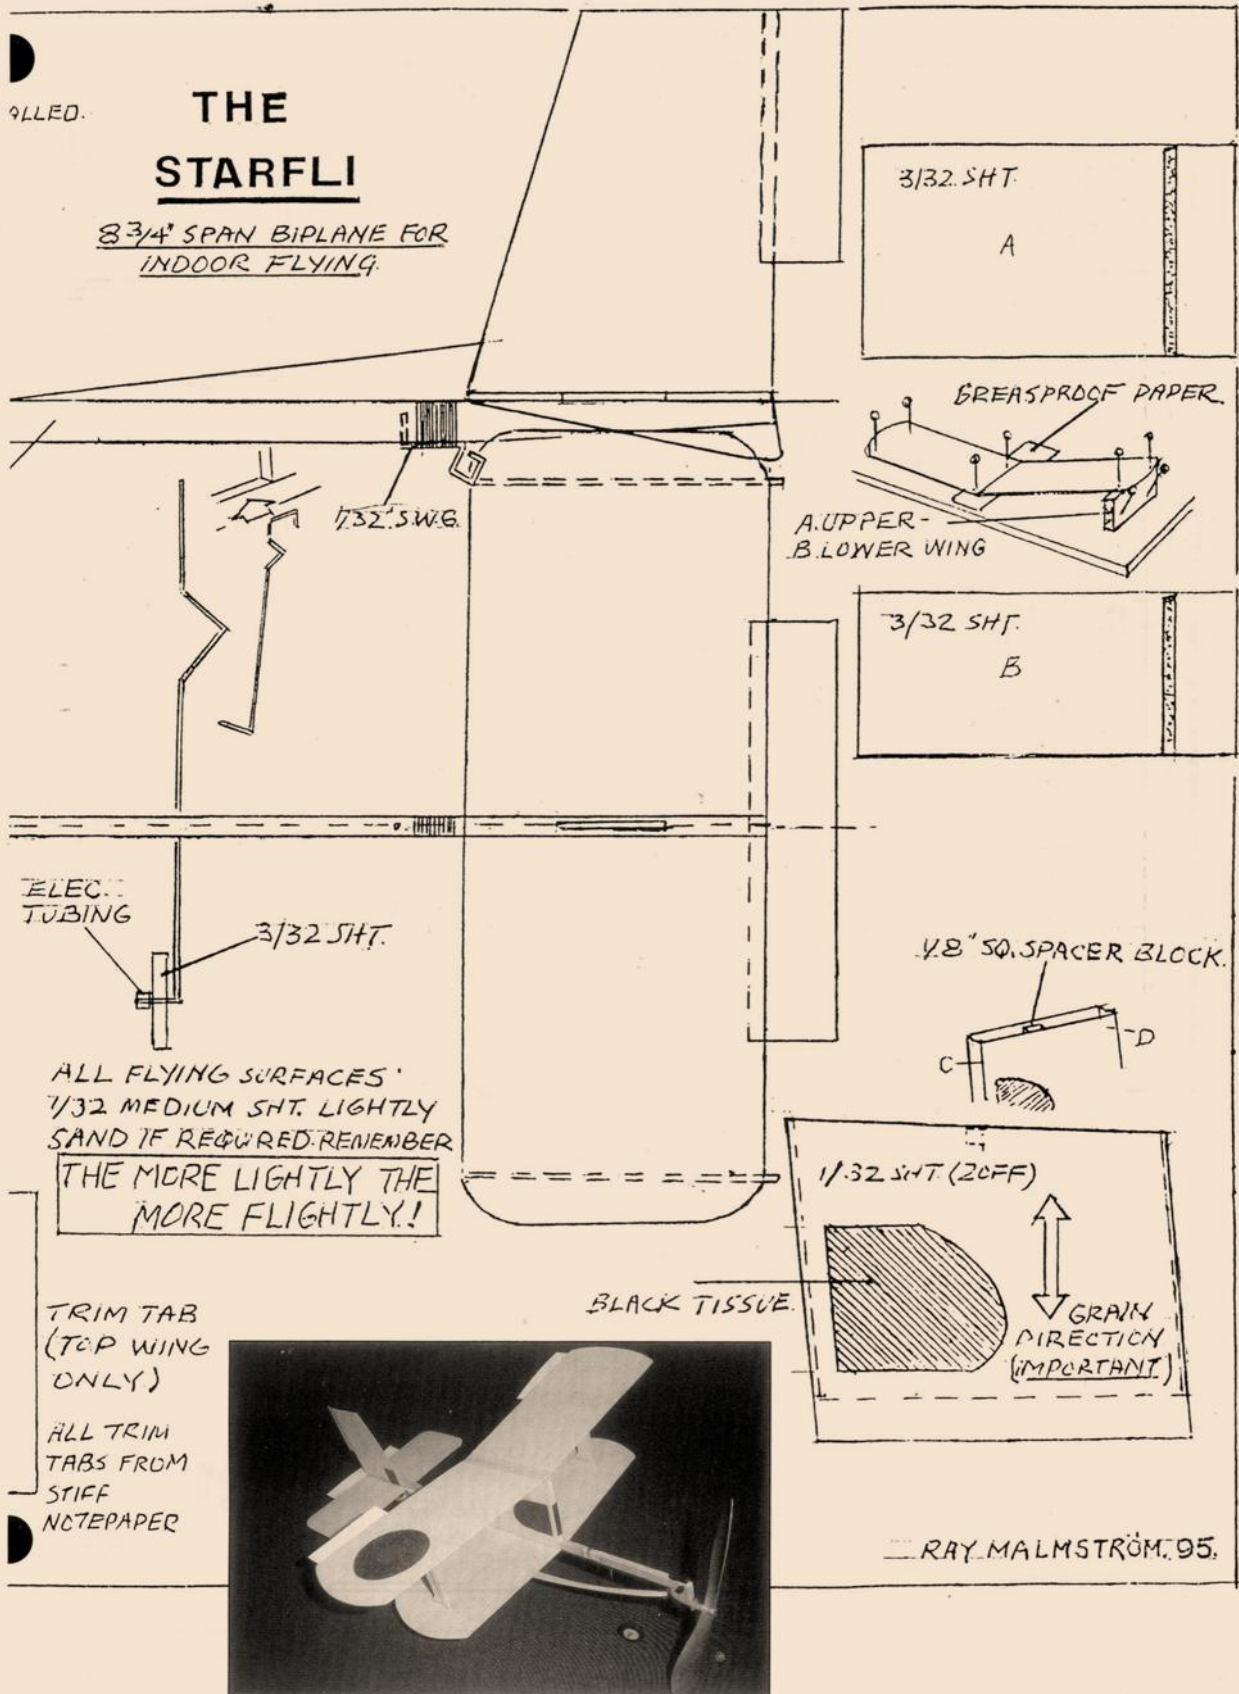 ALLED.
THE
STARFLI
8 3/4" SPAN BIPLANE FOR
INDOOR FLYING.
3/32 SHT.
A
GREASPROOF PAPER.
1/32" S.W.G.
A.UPPER-
B.LOWER WING
3/32 SHT.
B
ELEC.
TUBING
3/32 SHT.
1/8" SQ. SPACER BLOCK.
C
D
ALL FLYING SURFACES
1/32 MEDIUM SHT. LIGHTLY
SAND IF REQUIRED. REMEMBER
THE MORE LIGHTLY THE
MORE FLIGHTLY!
1/32 SHT (2OFF)
BLACK TISSUE.
GRAIN
DIRECTION
(IMPORTANT)
TRIM TAB
(TOP WING
ONLY)
ALL TRIM
TABS FROM
STIFF
NOTEPAPER
RAY MALMSTRÖM. 95.